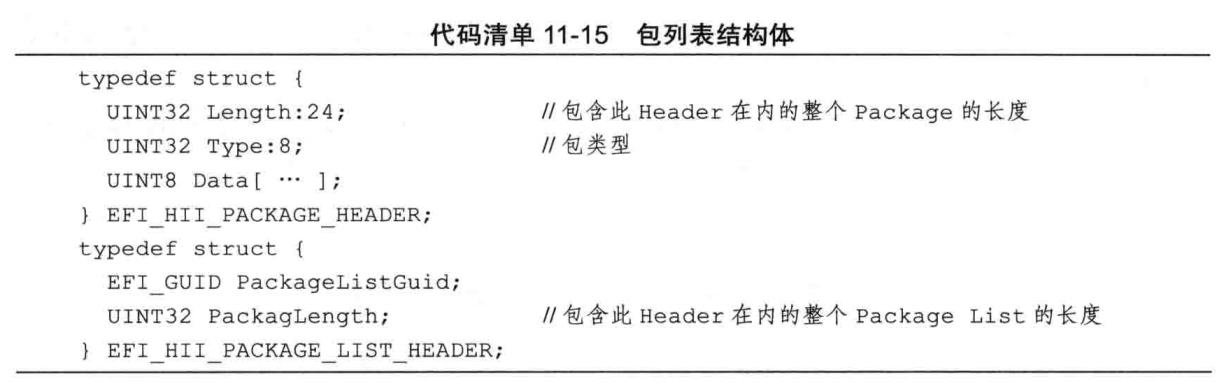 代码清单 11-15 包列表结构体
typedef struct {
UINT32 Length:24; //包含此 Header 在内的整个 Package 的长度
UINT32 Type:8; //包类型
UINT8 Data[ … ];
} EFI_HII_PACKAGE_HEADER;
typedef struct {
EFI_GUID PackageListGuid;
UINT32 PackagLength; //包含此 Header 在内的整个 Package List 的长度
} EFI_HII_PACKAGE_LIST_HEADER;